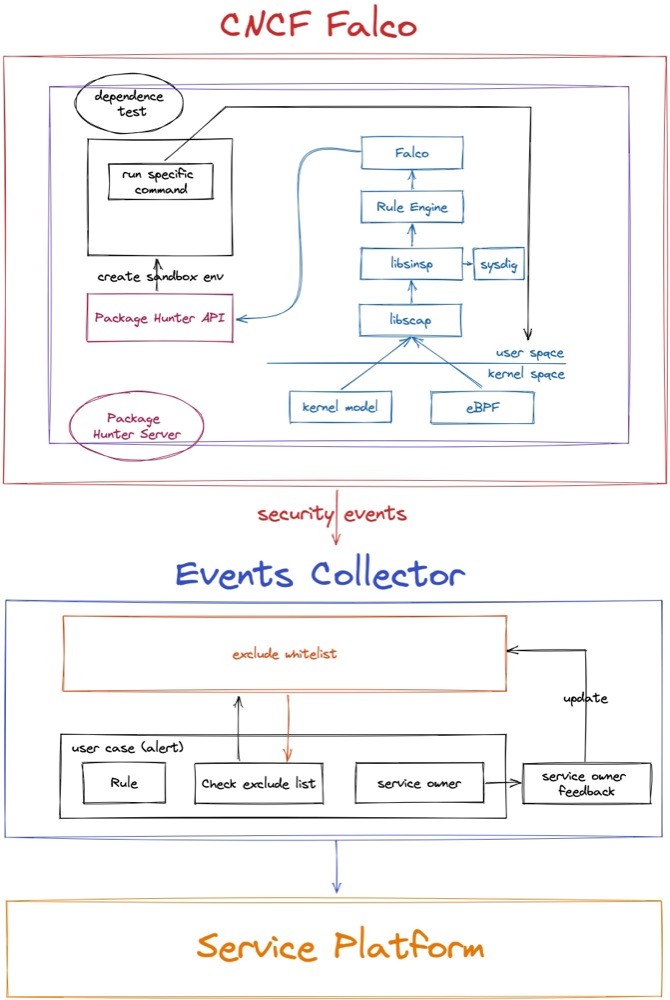 CNCF Falco
dependence
test
run specific
command
create sandbox env
Package Hunter API
Package
Hunter Server
Falco
Rule Engine
libsinsp
sysdig
libscap
user space
kernel space
kernel model
eBPF
security events
Events Collector
exclude whitelist
update
user case (alert)
Rule
Check exclude list
service owner
service owner
feedback
Service Platform